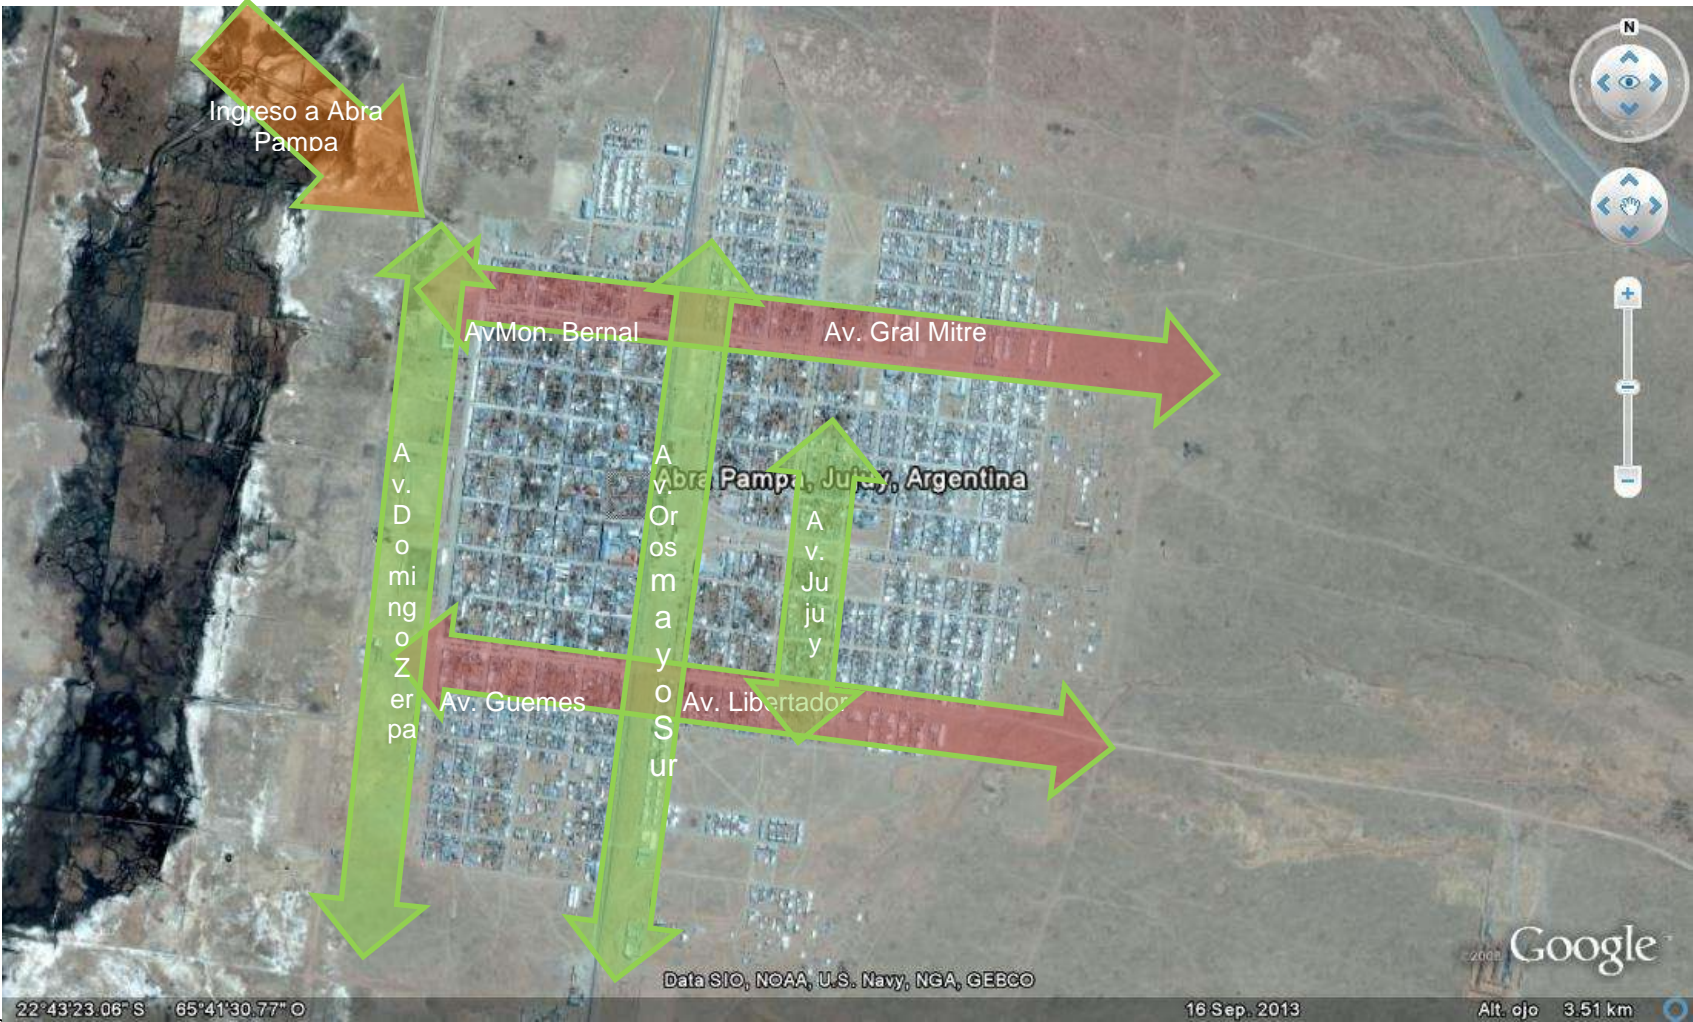 N
Ingreso a Abra
Pampa
AvMon. Bernal
Av. Gral Mitre
A
v.
D
o
mi
ng
o
Z
er
pa
A
v.
Or
os
m
a
y
o
S
ur
Abra Pampa, Jujuy, Argentina
A
v.
Ju
ju
y
Av. Guemes
Av. Libertador
©2002 Google
Data SIO, NOAA, U.S. Navy, NGA, GEBCO
22°43'23.06" S 65°41'30.77" O
16 Sep. 2013
Alt. ojo 3.51 km